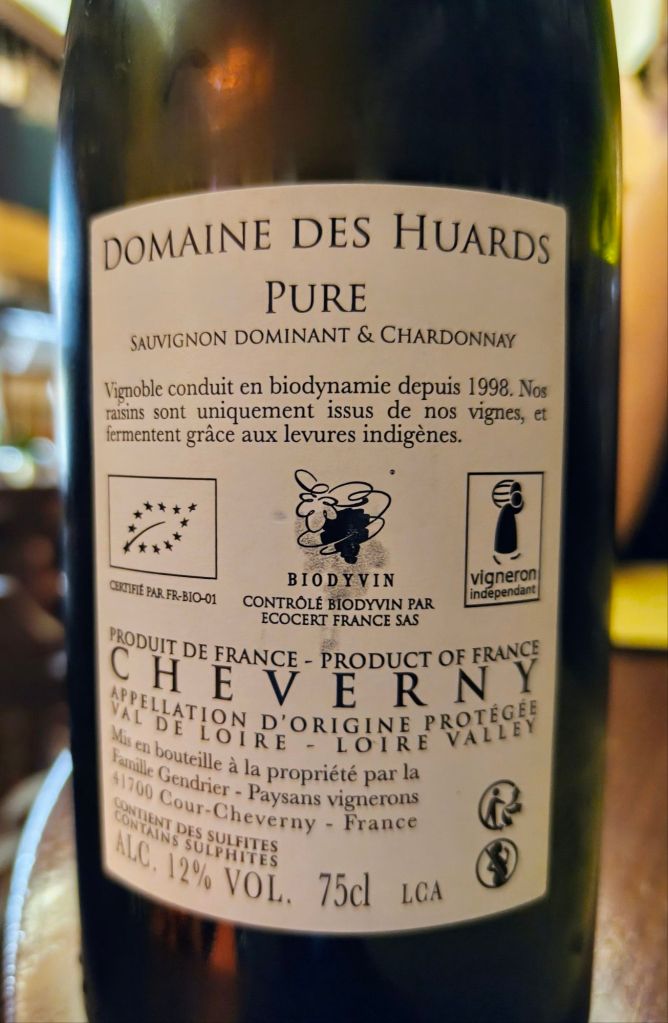 DOMAINE DES HUARDS
PURE
SAUVIGNON DOMINANT & CHARDONNAY
Vignoble conduit en biodynamie depuis 1998. Nos
raisins sont uniquement issus de nos vignes, et
fermentent grâce aux levures indigènes.
CERTIFIÉ PAR FR-BIO-01
BIODYVIN
CONTRÔLÉ BIODYVIN PAR
ECOCERT FRANCE SAS
vigneron
indépendant
PRODUIT DE FRANCE - PRODUCT OF FRANCE
CHEVERNY
APPELLATION D'ORIGINE PROTÉGÉE
VAL DE LOIRE - LOIRE VALLEY
Mis en bouteille à la propriété par la
Famille Gendrier - Paysans vignerons
41700 Cour-Cheverny - France
CONTIENT DES SULFITES
CONTAINS SULPHITES
ALC. 12% VOL. 75cl LCA